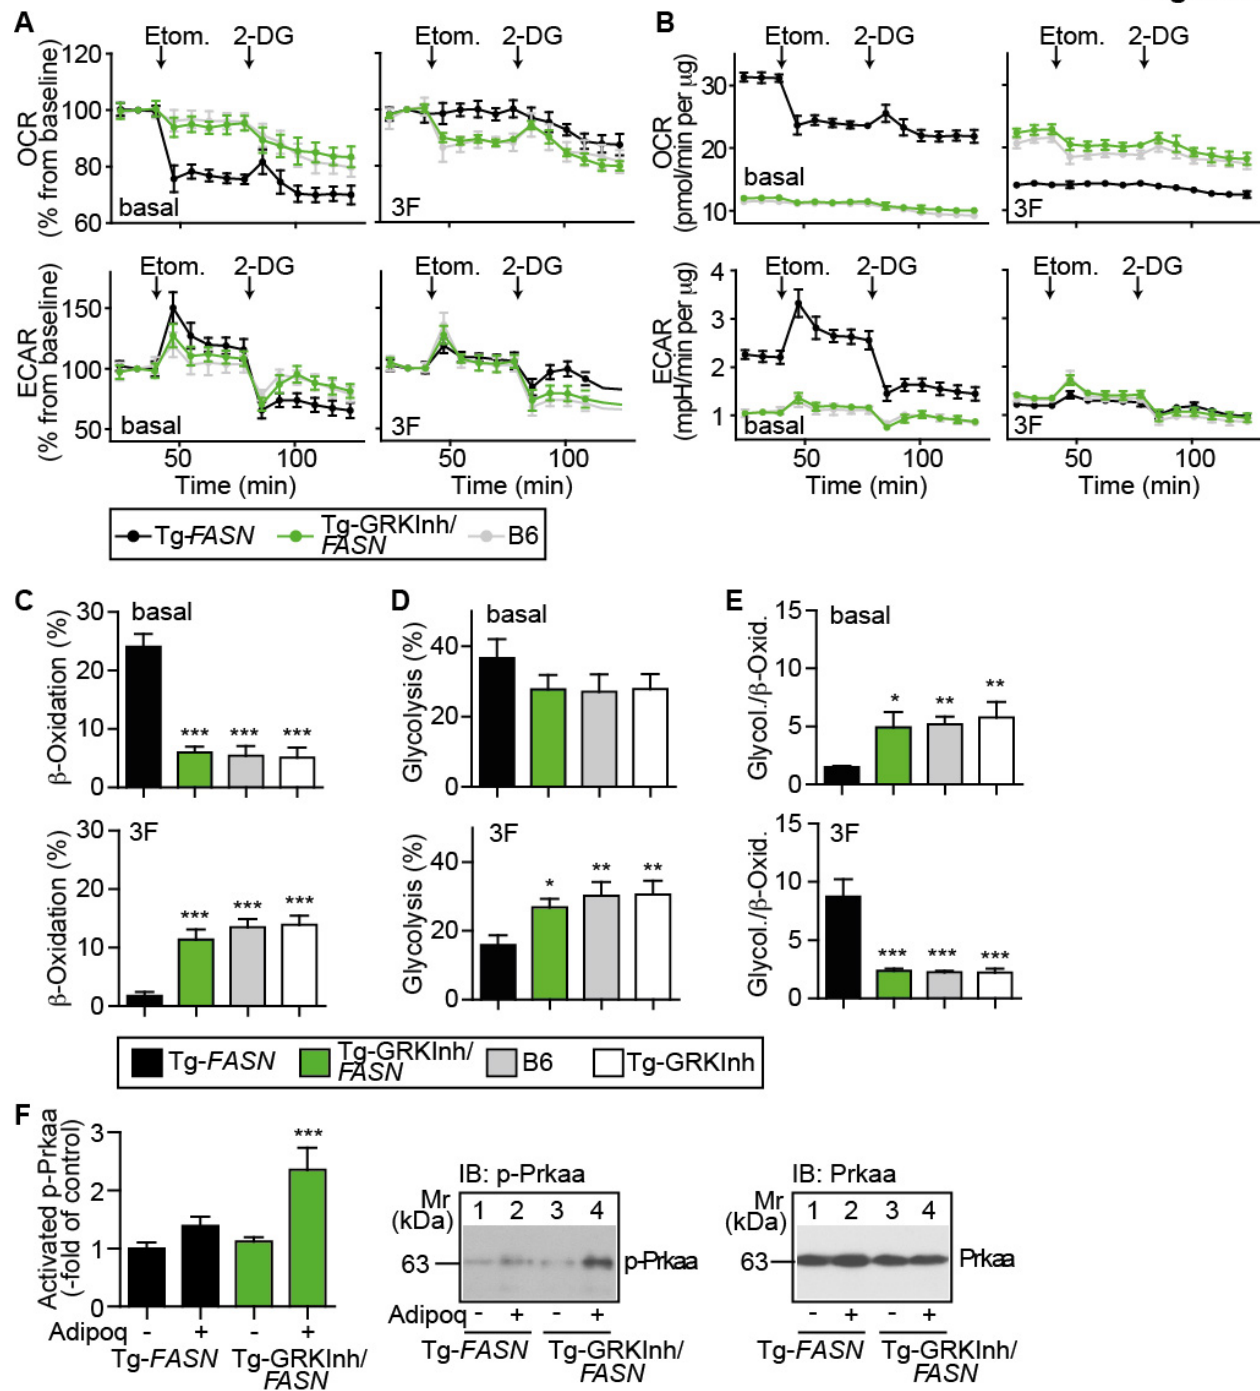 A
B
Etom. 2-DG
Etom. 2-DG
Etom. 2-DG
Etom. 2-DG
OCR
(% from baseline)
120
100
80
60
basal
3F
OCR
(pmol/min per µg)
30
20
10
basal
3F
Etom. 2-DG
Etom. 2-DG
Etom. 2-DG
Etom. 2-DG
ECAR
(% from baseline)
150
100
50
basal
3F
ECAR
(mpH/min per µg)
4
3
2
1
basal
3F
50 100
50 100
50 100
50 100
Time (min)
Time (min)
Time (min)
Time (min)
Tg-FASN
Tg-GRKInh/
FASN
B6
C
β-Oxidation (%)
30
20
10
0
basal
*** *** ***
D
Glycolysis (%)
40
20
0
basal
E
Glycol./β-Oxid.
15
10
5
0
basal
* ** **
β-Oxidation (%)
30
20
10
0
3F
*** *** ***
Glycolysis (%)
40
20
0
3F
* ** **
Glycol./β-Oxid.
15
10
5
0
3F
*** *** ***
Tg-FASN
Tg-GRKInh/
FASN
B6
Tg-GRKInh
F
Activated p-Prkaa
(-fold of control)
3
2
1
0
***
Adipoq - + - +
Tg-FASN
Tg-GRKInh/
FASN
IB: p-Prkaa
Mr
(kDa)
1 2 3 4
63
p-Prkaa
Adipoq - + - +
Tg-FASN
Tg-GRKInh/
FASN
IB: Prkaa
Mr
(kDa)
1 2 3 4
63
Prkaa
- + - +
Tg-FASN
Tg-GRKInh/
FASN